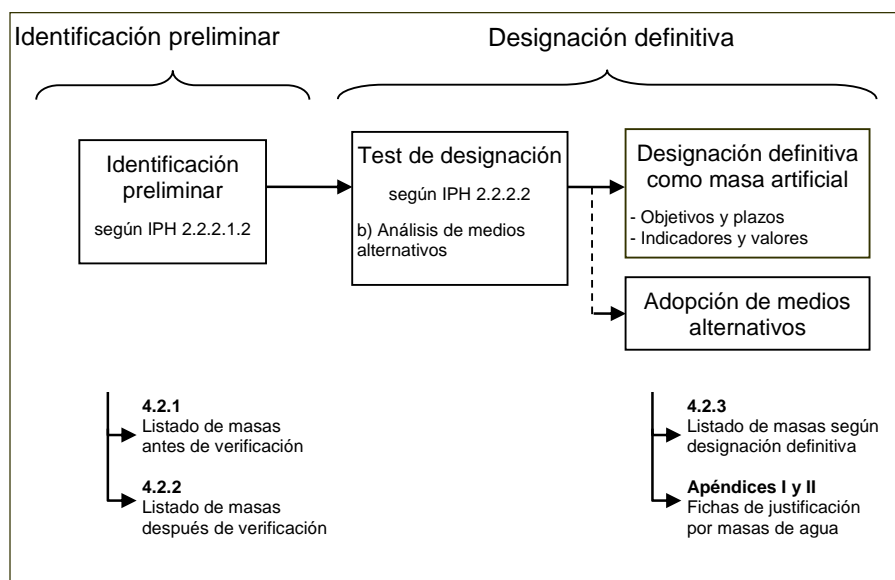 Identificación preliminar
Designación definitiva
Identificación
preliminar
según IPH 2.2.2.1.2
Test de designación
según IPH 2.2.2.2
b) Análisis de medios
alternativos
Designación definitiva
como masa artificial
- Objetivos y plazos
- Indicadores y valores
Adopción de medios
alternativos
4.2.1
Listado de masas
antes de verificación
4.2.2
Listado de masas
después de verificación
4.2.3
Listado de masas según
designación definitiva
Apéndices I y II
Fichas de justificación
por masas de agua